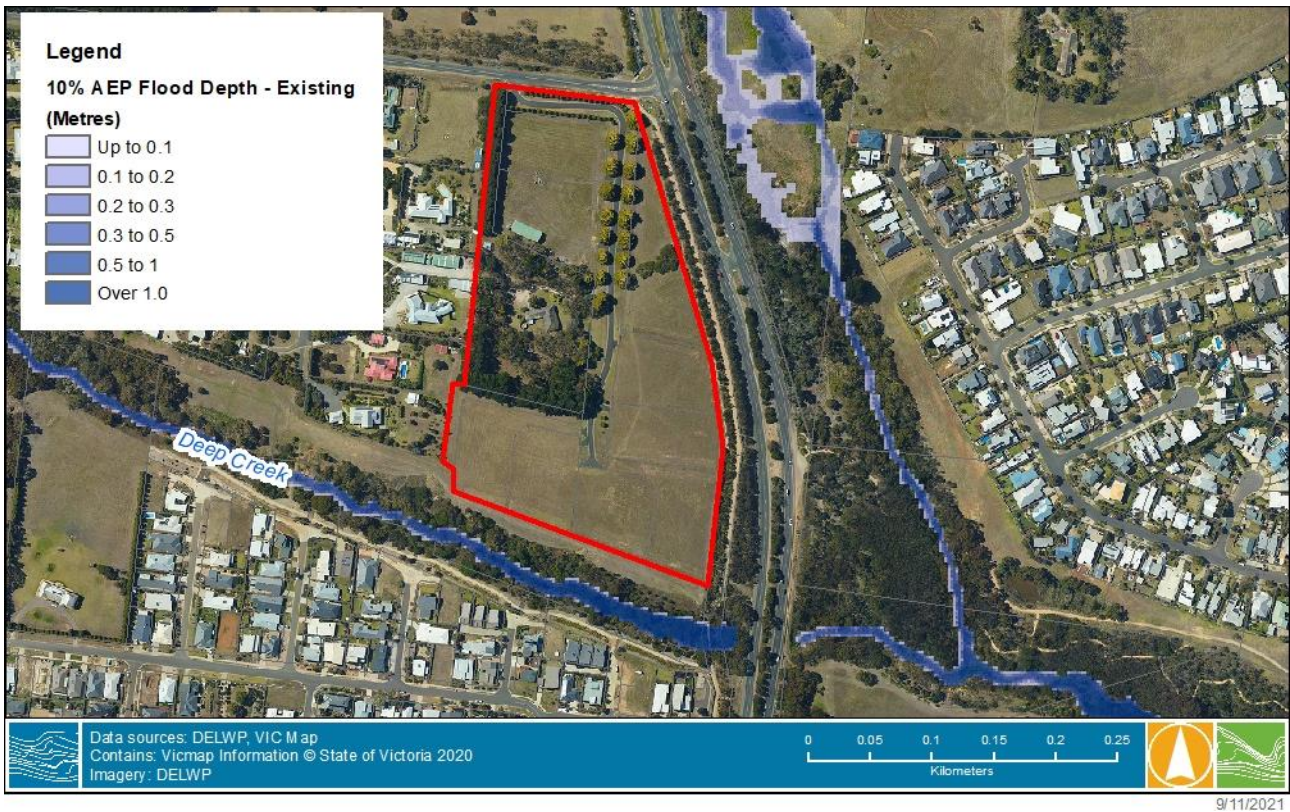 Legend
10% AEP Flood Depth - Existing
(Metres)
Up to 0.1
0.1 to 0.2
0.2 to 0.3
0.3 to 0.5
0.5 to 1
Over 1.0
Deep Creek
Data sources: DELWP, VIC Map
Contains: Vicmap Information © State of Victoria 2020
Imagery: DELWP
0 0.05 0.1 0.15 0.2 0.25
Kilometers
9/11/2021